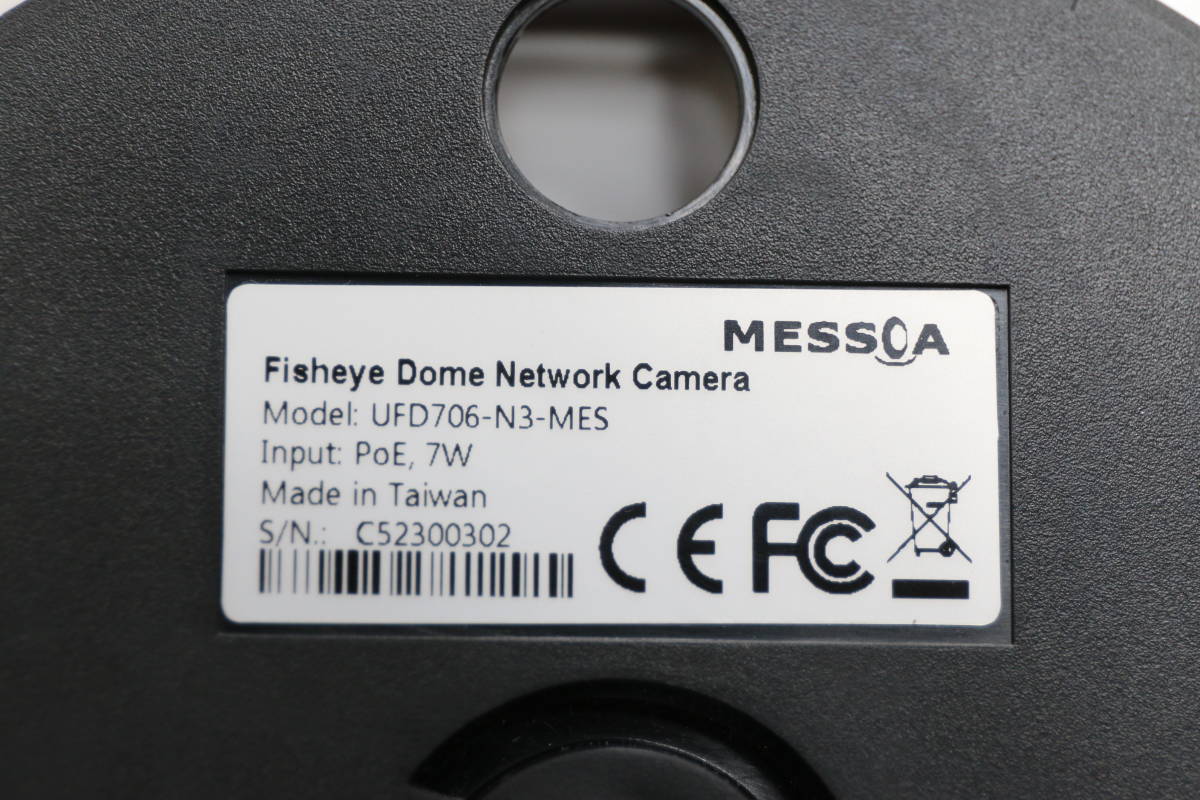 MESSOA
Fisheye Dome Network Camera
Model: UFD706-N3-MES
Input: PoE, 7W
Made in Taiwan
S/N.: C52300302
CE FC